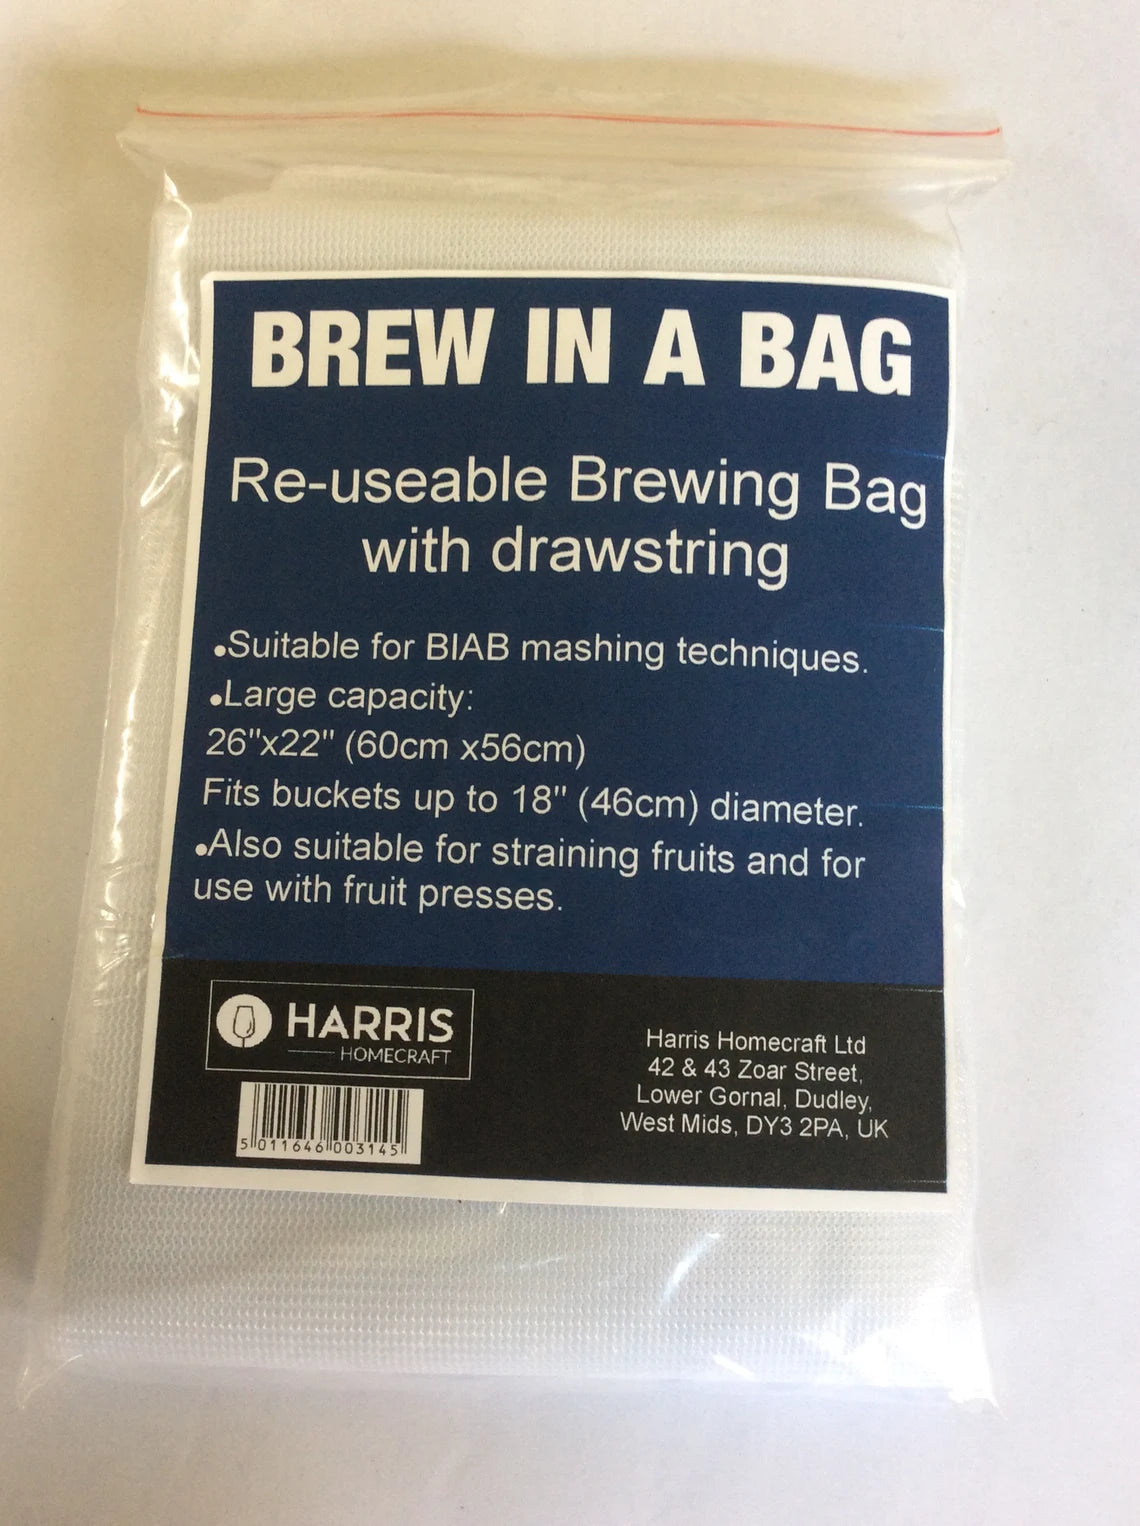 BREW IN A BAG
Re-useable Brewing Bag
with drawstring
•Suitable for BIAB mashing techniques.
•Large capacity:
26"x22" (60cm x56cm)
Fits buckets up to 18" (46cm) diameter.
•Also suitable for straining fruits and for
use with fruit presses.
HARRIS
HOMECRAFT
5 011646 003145
Harris Homecraft Ltd
42 & 43 Zoar Street,
Lower Gornal, Dudley,
West Mids, DY3 2PA, UK